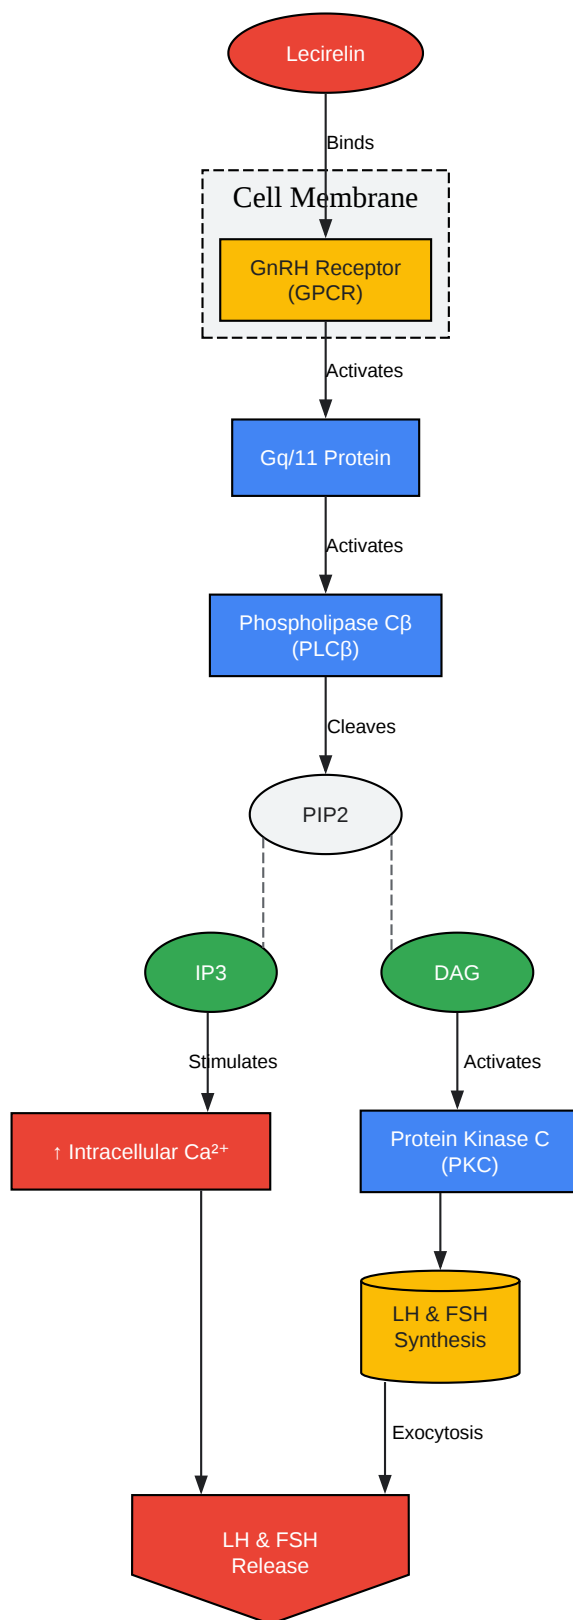 Lecirelin
Binds
Cell Membrane
GnRH Receptor
(GPCR)
Activates
Gq/11 Protein
Activates
Phospholipase Cβ
(PLCβ)
Cleaves
PIP2
IP3
DAG
Stimulates
Activates
↑ Intracellular Ca²⁺
Protein Kinase C
(PKC)
LH & FSH
Synthesis
Exocytosis
LH & FSH
Release